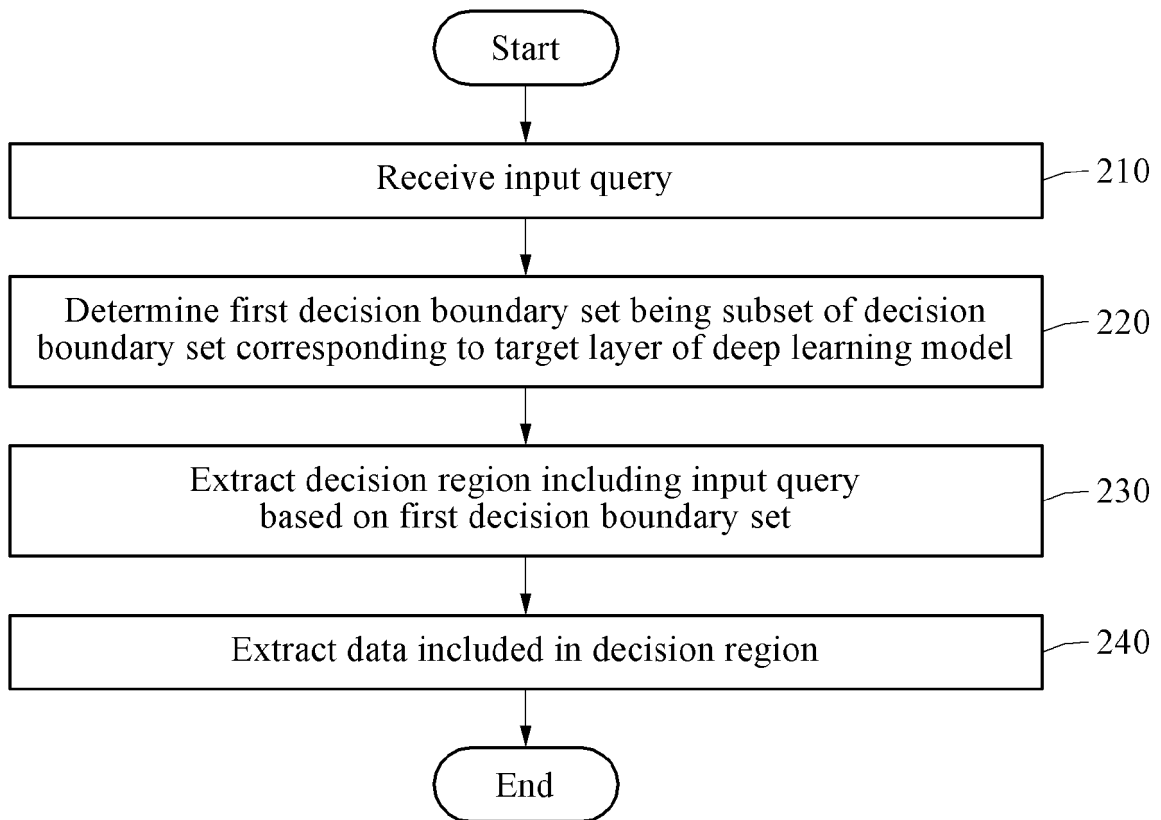 Start
Receive input query
210
Determine first decision boundary set being subset of decision
boundary set corresponding to target layer of deep learning model
220
Extract decision region including input query
based on first decision boundary set
230
Extract data included in decision region
240
End